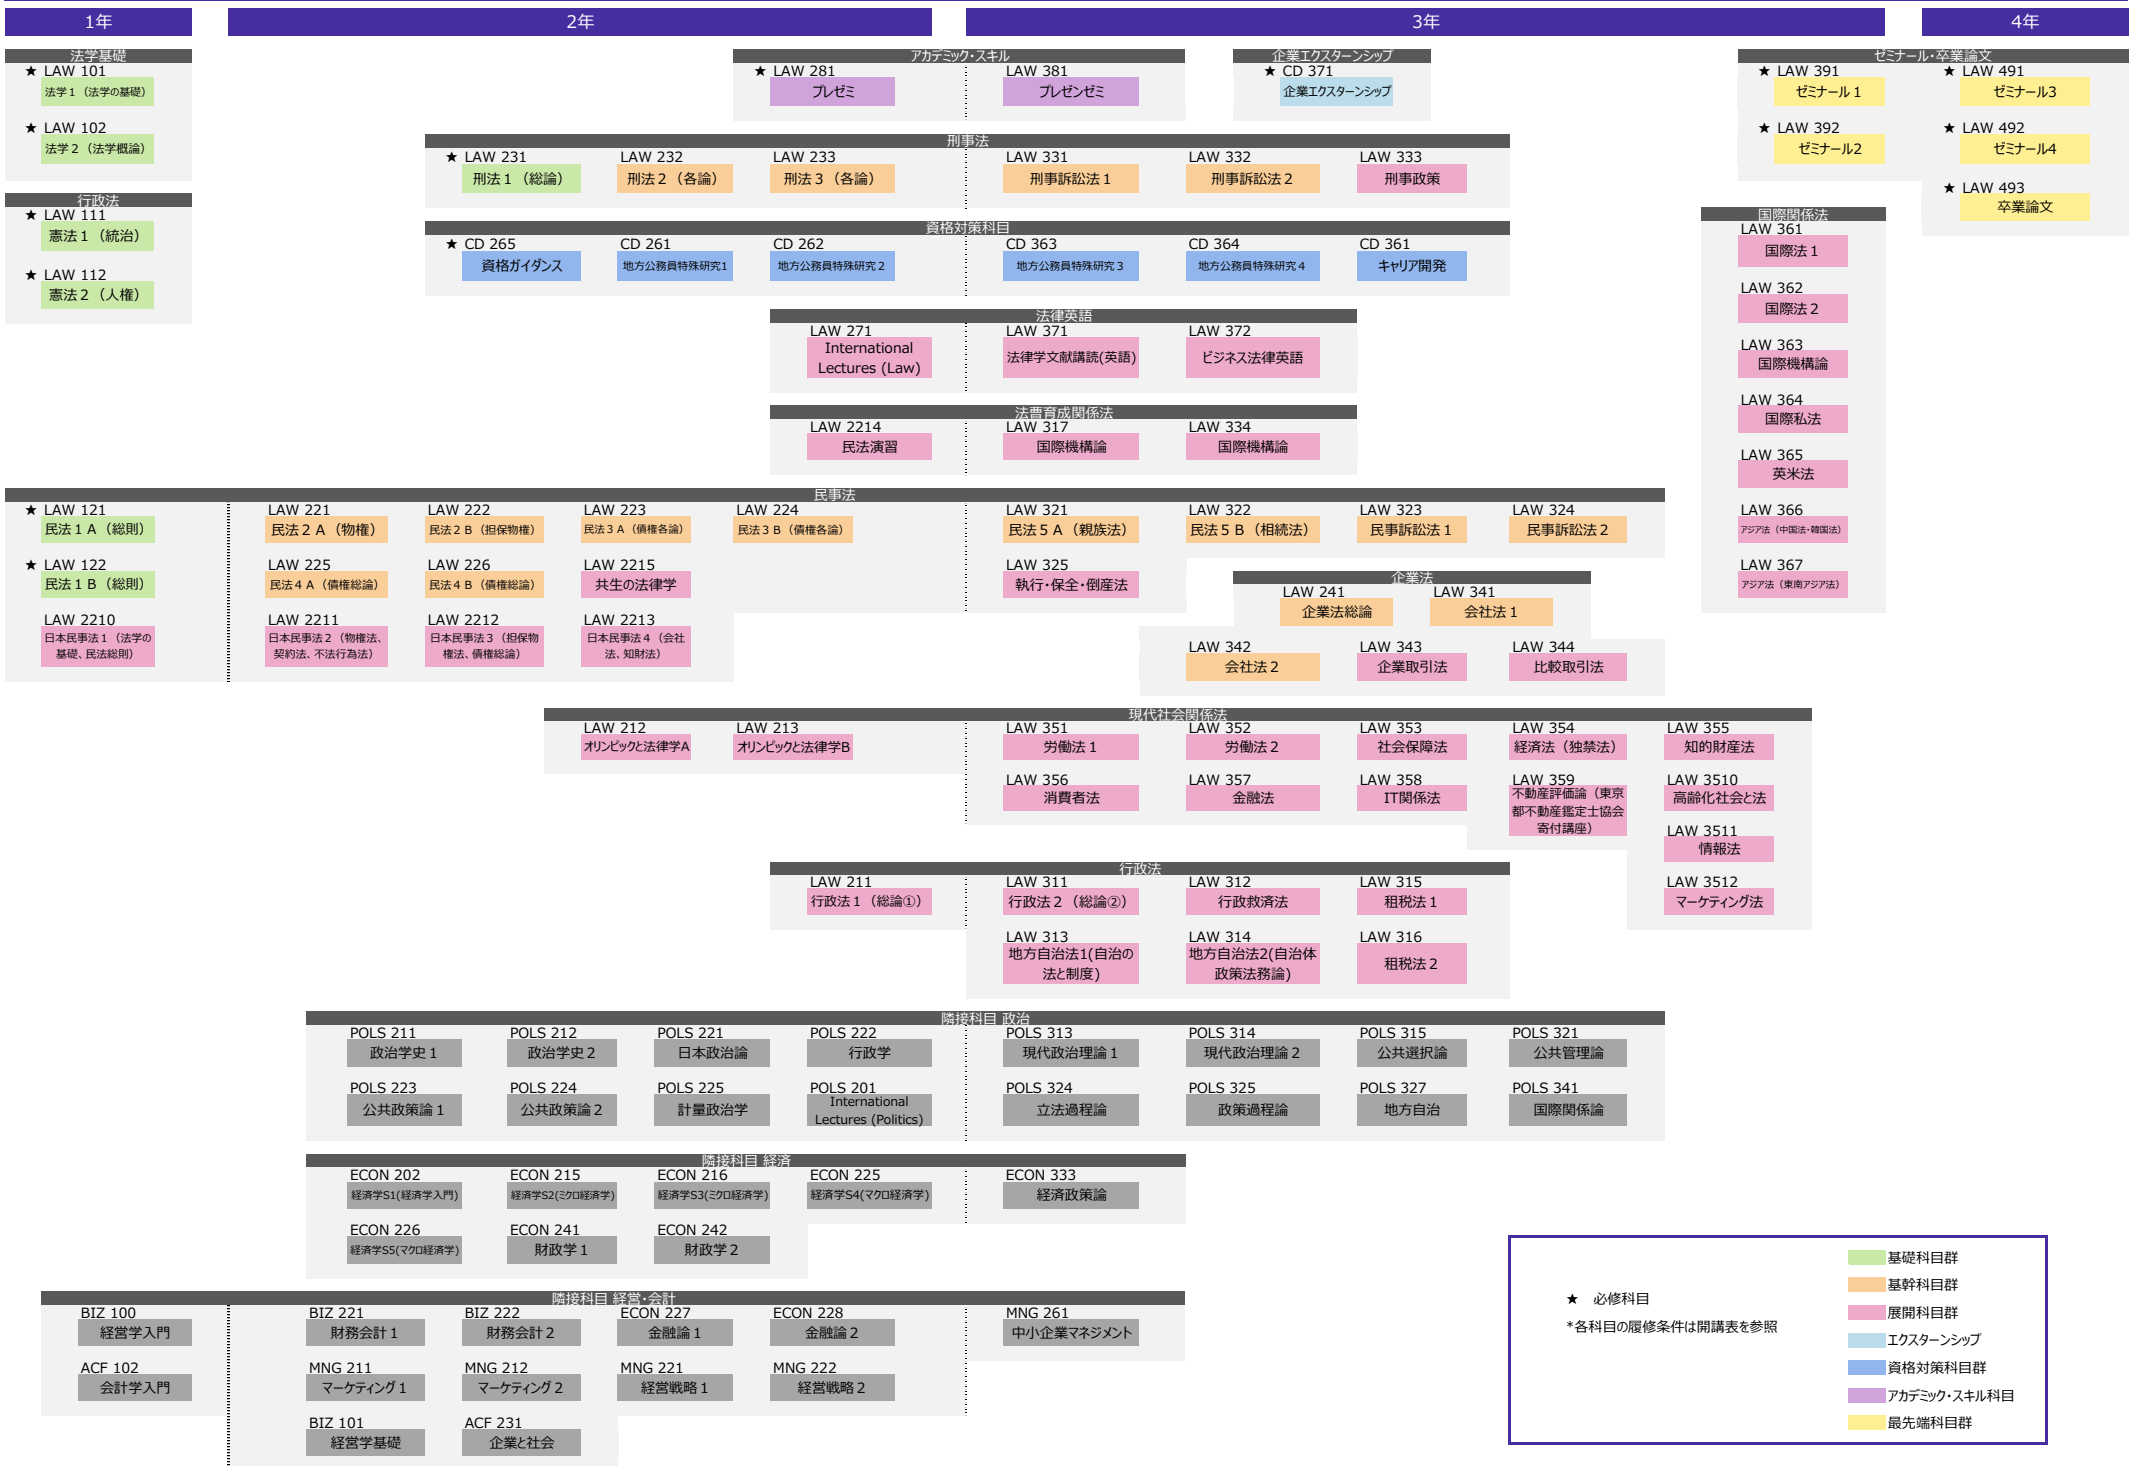 1年
2年
3年
4年
法学基礎
★ LAW 101
法学１（法学の基礎）
★ LAW 102
法学２（法学概論）
行政法
★ LAW 111
憲法１（統治）
★ LAW 112
憲法２（人権）
アカデミック・スキル
★ LAW 281
プレゼミ
LAW 381
プレゼンゼミ
企業エクスターンシップ
★ CD 371
企業エクスターンシップ
ゼミナール・卒業論文
★ LAW 391
ゼミナール１
★ LAW 491
ゼミナール3
★ LAW 392
ゼミナール2
★ LAW 492
ゼミナール4
★ LAW 493
卒業論文
刑事法
★ LAW 231
刑法１（総論）
LAW 232
刑法２（各論）
LAW 233
刑法３（各論）
LAW 331
刑事訴訟法１
LAW 332
刑事訴訟法２
LAW 333
刑事政策
資格対策科目
★ CD 265
資格ガイダンス
CD 261
地方公務員特殊研究1
CD 262
地方公務員特殊研究２
CD 363
地方公務員特殊研究３
CD 364
地方公務員特殊研究４
CD 361
キャリア開発
国際関係法
LAW 361
国際法１
LAW 362
国際法２
LAW 363
国際機構論
LAW 364
国際私法
LAW 365
英米法
LAW 366
アジア法（中国法・韓国法）
LAW 367
アジア法（東南アジア法）
法律英語
LAW 271
International
Lectures (Law)
LAW 371
法律学文献講読(英語)
LAW 372
ビジネス法律英語
法曹育成関係法
LAW 2214
民法演習
LAW 317
国際機構論
LAW 334
国際機構論
民事法
★ LAW 121
民法１Ａ（総則）
LAW 221
民法２Ａ（物権）
LAW 222
民法２Ｂ（担保物権）
LAW 223
民法３Ａ（債権各論）
LAW 224
民法３Ｂ（債権各論）
LAW 321
民法５Ａ（親族法）
LAW 322
民法５Ｂ（相続法）
LAW 323
民事訴訟法１
LAW 324
民事訴訟法２
★ LAW 122
民法１Ｂ（総則）
LAW 225
民法４Ａ（債権総論）
LAW 226
民法４Ｂ（債権総論）
LAW 2215
共生の法律学
LAW 325
執行・保全・倒産法
LAW 2210
日本民事法１（法学の
基礎、民法総則）
LAW 2211
日本民事法２（物権法、
契約法、不法行為法）
LAW 2212
日本民事法３（担保物
権法、債権総論）
LAW 2213
日本民事法４（会社
法、知財法）
企業法
LAW 241
企業法総論
LAW 341
会社法１
LAW 342
会社法２
LAW 343
企業取引法
LAW 344
比較取引法
現代社会関係法
LAW 212
オリンピックと法律学A
LAW 213
オリンピックと法律学B
LAW 351
労働法１
LAW 352
労働法２
LAW 353
社会保障法
LAW 354
経済法（独禁法）
LAW 355
知的財産法
LAW 356
消費者法
LAW 357
金融法
LAW 358
IT関係法
LAW 359
不動産評価論（東京
都不動産鑑定士協会
寄付講座）
LAW 3510
高齢化社会と法
LAW 3511
情報法
LAW 3512
マーケティング法
行政法
LAW 211
行政法１（総論①）
LAW 311
行政法２（総論②）
LAW 312
行政救済法
LAW 315
租税法１
LAW 313
地方自治法1(自治の
法と制度)
LAW 314
地方自治法2(自治体
政策法務論)
LAW 316
租税法２
隣接科目 政治
POLS 211
政治学史１
POLS 212
政治学史２
POLS 221
日本政治論
POLS 222
行政学
POLS 313
現代政治理論１
POLS 314
現代政治理論２
POLS 315
公共選択論
POLS 321
公共管理論
POLS 223
公共政策論１
POLS 224
公共政策論２
POLS 225
計量政治学
POLS 201
International
Lectures (Politics)
POLS 324
立法過程論
POLS 325
政策過程論
POLS 327
地方自治
POLS 341
国際関係論
隣接科目 経済
ECON 202
経済学S1(経済学入門)
ECON 215
経済学S2(ミクロ経済学)
ECON 216
経済学S3(ミクロ経済学)
ECON 225
経済学S4(マクロ経済学)
ECON 333
経済政策論
ECON 226
経済学S5(マクロ経済学)
ECON 241
財政学１
ECON 242
財政学２
隣接科目 経営・会計
BIZ 100
経営学入門
BIZ 221
財務会計１
BIZ 222
財務会計２
ECON 227
金融論１
ECON 228
金融論２
MNG 261
中小企業マネジメント
ACF 102
会計学入門
MNG 211
マーケティング１
MNG 212
マーケティング２
MNG 221
経営戦略１
MNG 222
経営戦略２
BIZ 101
経営学基礎
ACF 231
企業と社会
★ 必修科目
*各科目の履修条件は開講表を参照
基礎科目群
基幹科目群
展開科目群
エクスターンシップ
資格対策科目群
アカデミック・スキル科目
最先端科目群